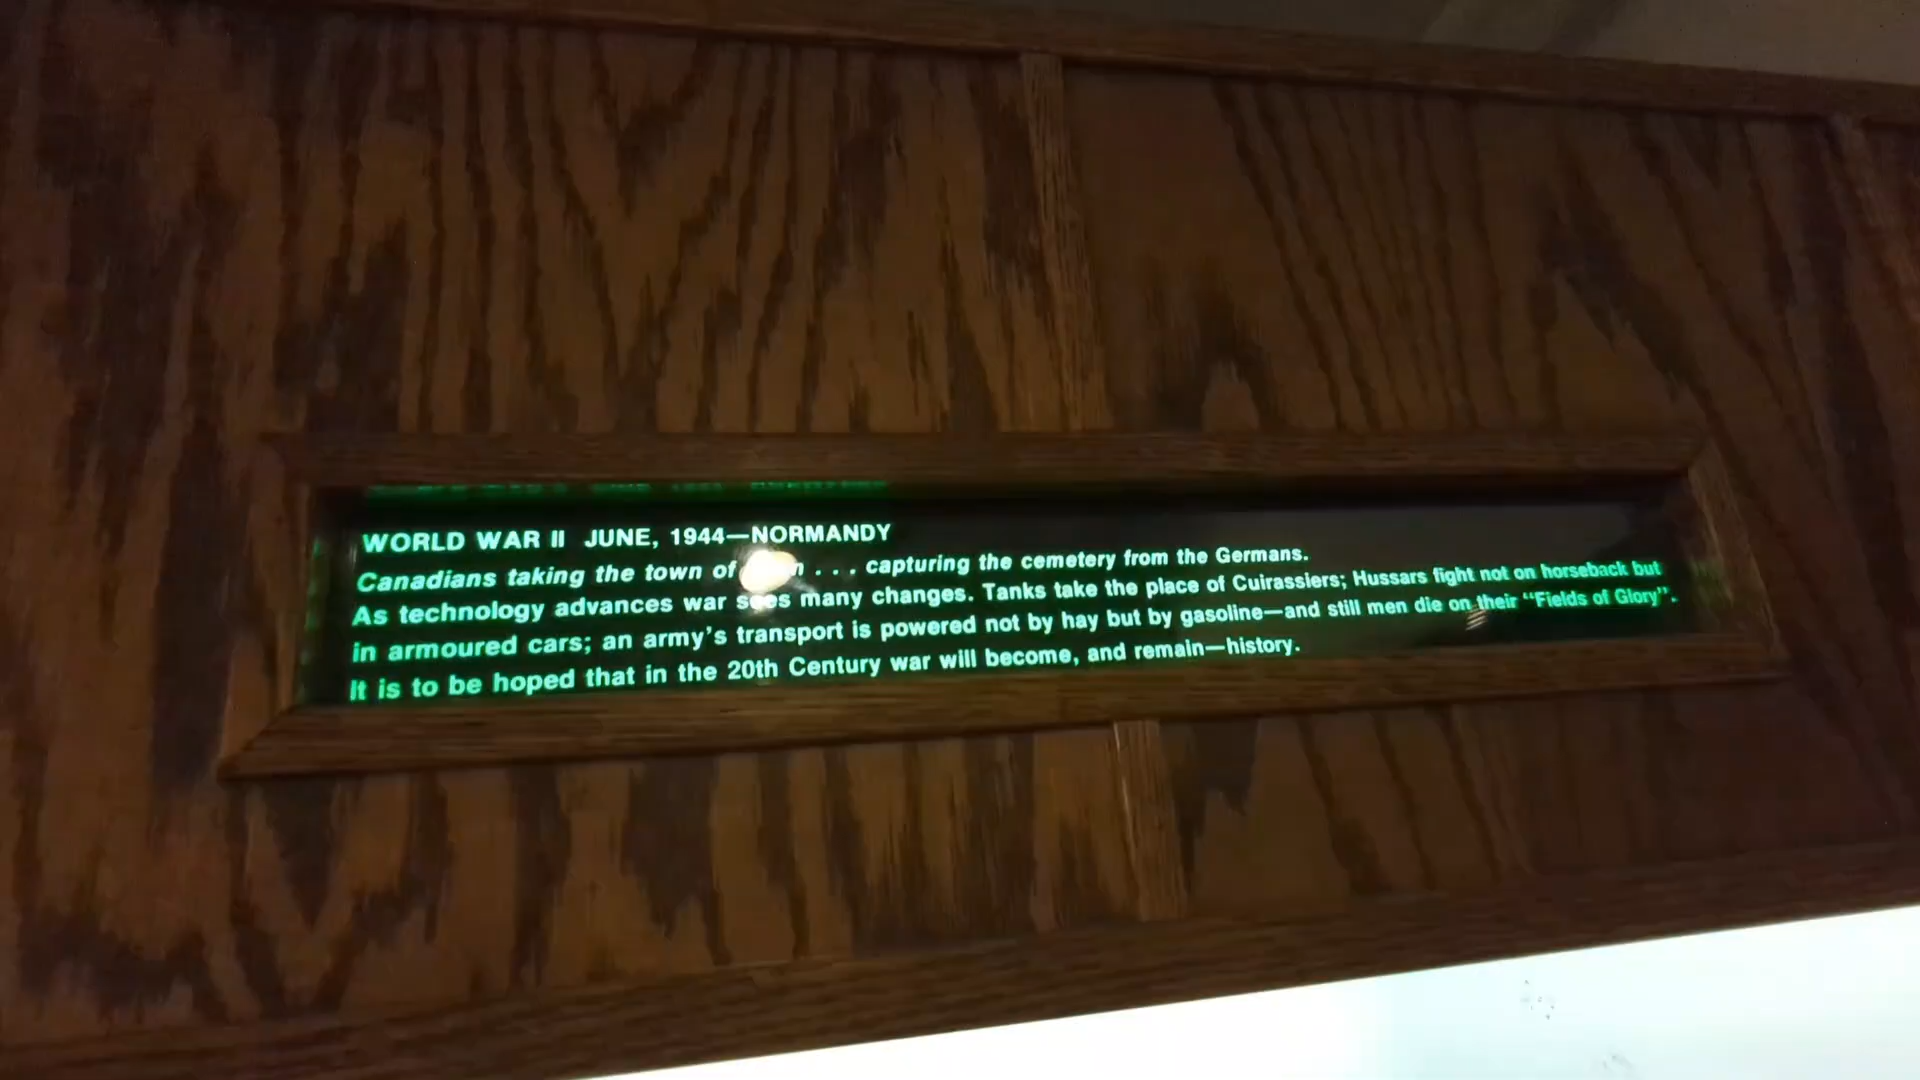 WORLD WAR II JUNE, 1944—NORMANDY
Canadians taking the town of . . . capturing the cemetery from the Germans.
As technology advances war sees many changes. Tanks take the place of Cuirassiers; Hussars fight not on horseback but
in armoured cars; an army's transport is powered not by hay but by gasoline—and still men die on their "Fields of Glory".
It is to be hoped that in the 20th Century war will become, and remain—history.